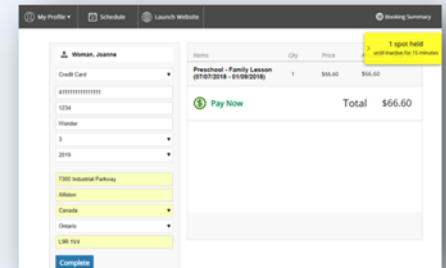 My Profile
Schedule
Launch Website
Booking Summary
1 spot held
until inactive for 15 minutes
Woman, Joanne
Credit Card
4111111111111111
1234
Wonder
3
2019
7300 Industrial Parkway
Alliston
Canada
Ontario
L9R 1V4
Complete
Items Qty Price
Preschool - Family Lesson
(07/07/2018 - 01/09/2018) 1 $66.60 $66.60
Pay Now Total $66.60